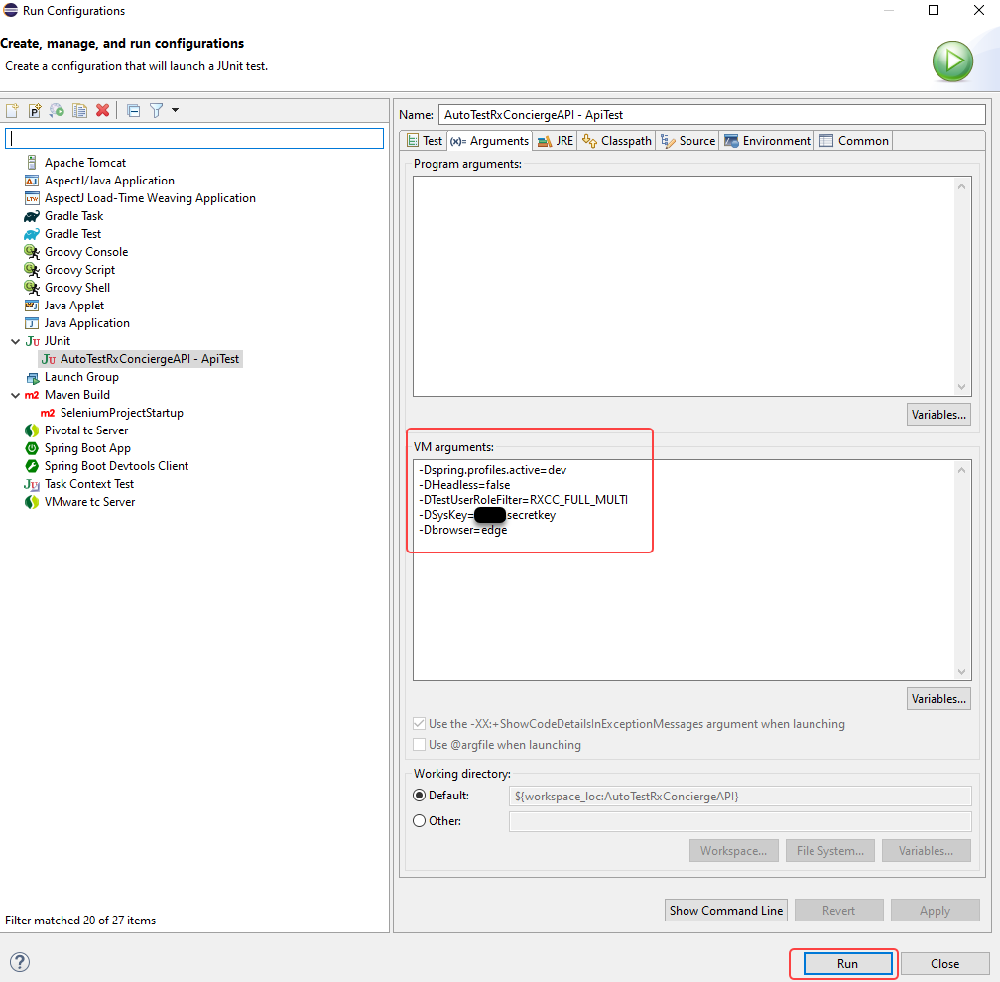 Run Configurations
Create, manage, and run configurations
Create a configuration that will launch a JUnit test.
Name: AutoTestRxConciergeAPI - ApiTest
Test (x)= Arguments JRE Classpath Source Environment Common
Apache Tomcat
AspectJ/Java Application
AspectJ Load-Time Weaving Application
Gradle Task
Gradle Test
Groovy Console
Groovy Script
Groovy Shell
Java Applet
Java Application
JUnit
AutoTestRxConciergeAPI - ApiTest
Launch Group
m2 Maven Build
m2 SeleniumProjectStartup
Pivotal tc Server
Spring Boot App
Spring Boot Devtools Client
Task Context Test
VMware tc Server
Filter matched 20 of 27 items
Program arguments:
Variables...
VM arguments:
-Dspring.profiles.active=dev
-DHeadless=false
-DTestUserRoleFilter=RXCC_FULL_MULTI
-DSysKey= secretkey
-Dbrowser=edge
Variables...
Use the -XX:+ShowCodeDetailsInExceptionMessages argument when launching
Use @argfile when launching
Working directory:
Default: ${workspace_loc:AutoTestRxConciergeAPI}
Other:
Workspace... File System... Variables...
Show Command Line Revert Apply
? Run Close